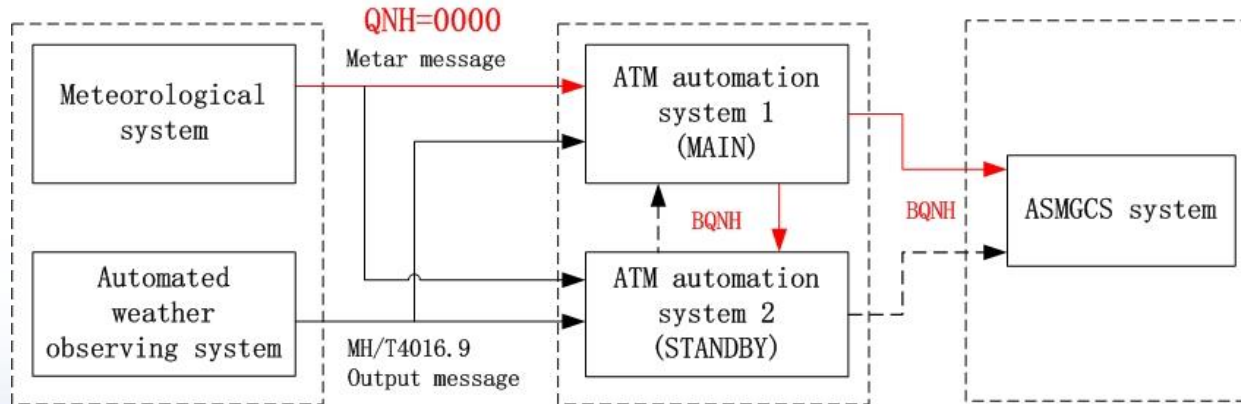 QNH=0000
Metar message
Meteorological
system
ATM automation
system 1
(MAIN)
BQNH
BQNH
ASMGCS system
Automated
weather
observing system
MH/T4016.9
Output message
ATM automation
system 2
(STANDBY)